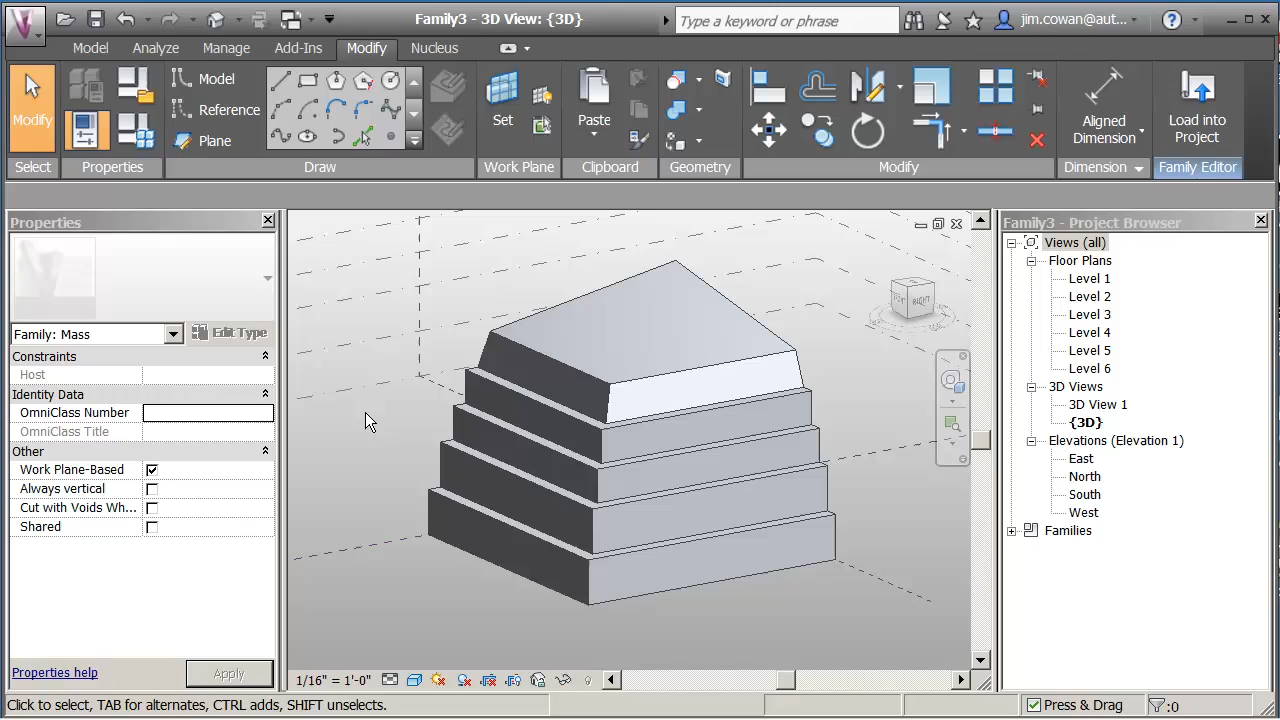 Family3 - 3D View: {3D}
Type a keyword or phrase
jim.cowan@aut...
Model
Analyze
Manage
Add-Ins
Modify
Nucleus
Modify
Select
Properties
Model
Reference
Plane
Draw
Set
Work Plane
Paste
Clipboard
Geometry
Modify
Aligned
Dimension
Dimension
Load into
Project
Family Editor
Properties
Family: Mass
Edit Type
Constraints
Host
Identity Data
OmniClass Number
OmniClass Title
Other
Work Plane-Based
Always vertical
Cut with Voids Wh...
Shared
Properties help
Apply
RIGHT
1/16" = 1'-0"
Family3 - Project Browser
Views (all)
Floor Plans
Level 1
Level 2
Level 3
Level 4
Level 5
Level 6
3D Views
3D View 1
{3D}
Elevations (Elevation 1)
East
North
South
West
Families
Click to select, TAB for alternates, CTRL adds, SHIFT unselects.
Press & Drag
:0